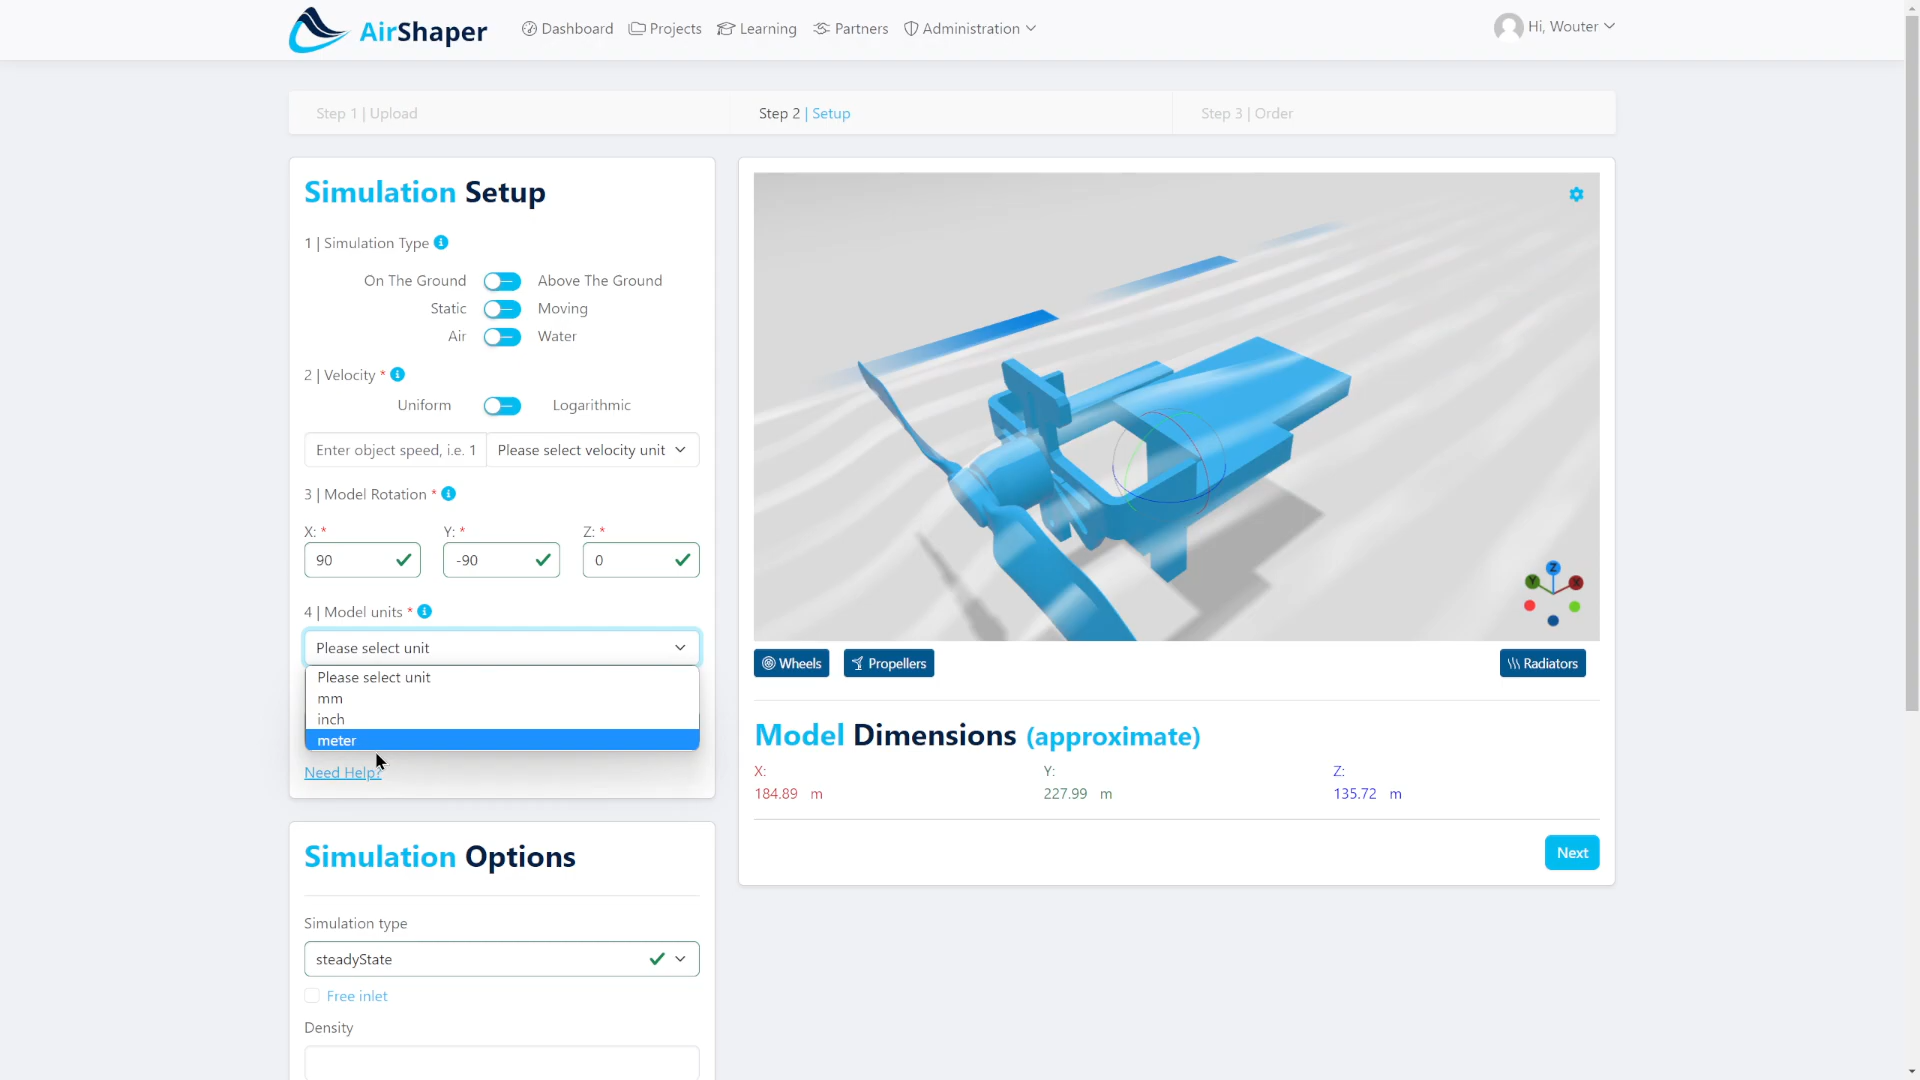 AirShaper
Dashboard
Projects
Learning
Partners
Administration
Hi, Wouter
Step 1 | Upload
Step 2 | Setup
Step 3 | Order
Simulation Setup
1 | Simulation Type
On The Ground
Above The Ground
Static
Moving
Air
Water
2 | Velocity *
Uniform
Logarithmic
Enter object speed, i.e. 1
Please select velocity unit
3 | Model Rotation *
X: *
Y: *
Z: *
90
-90
0
4 | Model units *
Please select unit
Please select unit
mm
inch
meter
Need Help?
Simulation Options
Simulation type
steadyState
Free inlet
Density
Z
Y
X
Wheels
Propellers
Radiators
Model Dimensions (approximate)
X:
Y:
Z:
184.89 m
227.99 m
135.72 m
Next